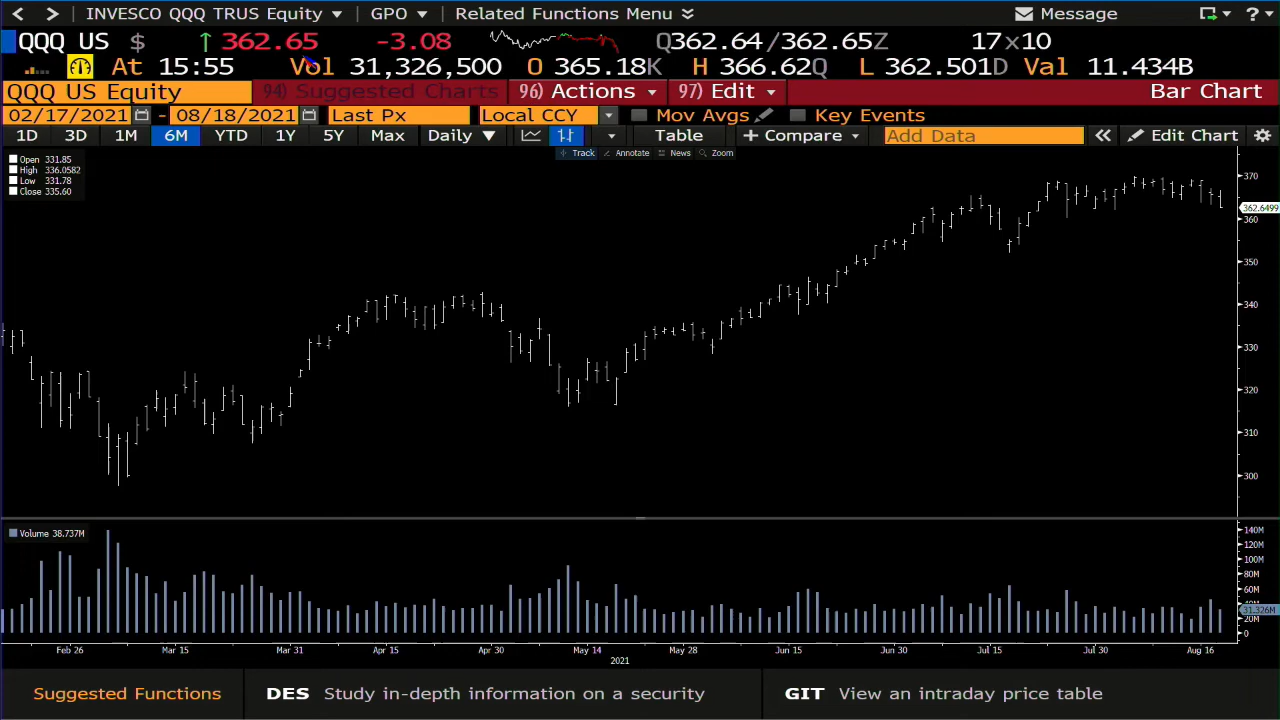 INVESCO QQQ TRUS Equity GPO Related Functions Menu Message ?
QQQ US $ ↑ 362.65 -3.08 Q362.64/362.65Z 17x10
At 15:55 Vol 31,326,500 O 365.18K H 366.62Q L 362.501D Val 11.434B
QQQ US Equity 94) Suggested Charts 96) Actions 97) Edit Bar Chart
02/17/2021 - 08/18/2021 Last Px Local CCY Mov Avgs Key Events
1D 3D 1M 6M YTD 1Y 5Y Max Daily ▼ Table + Compare Add Data « Edit Chart
Track Annotate News Zoom
Open 331.85
High 336.0582
Low 331.78
Close 335.60
370
362.6499
360
350
340
330
320
310
300
Volume 38.737M
140M
120M
100M
80M
60M
31.326M
20M
0
Feb 26 Mar 15 Mar 31 Apr 15 Apr 30 May 14 May 28 Jun 15 Jun 30 Jul 15 Jul 30 Aug 16
2021
Suggested Functions DES Study in-depth information on a security GIT View an intraday price table